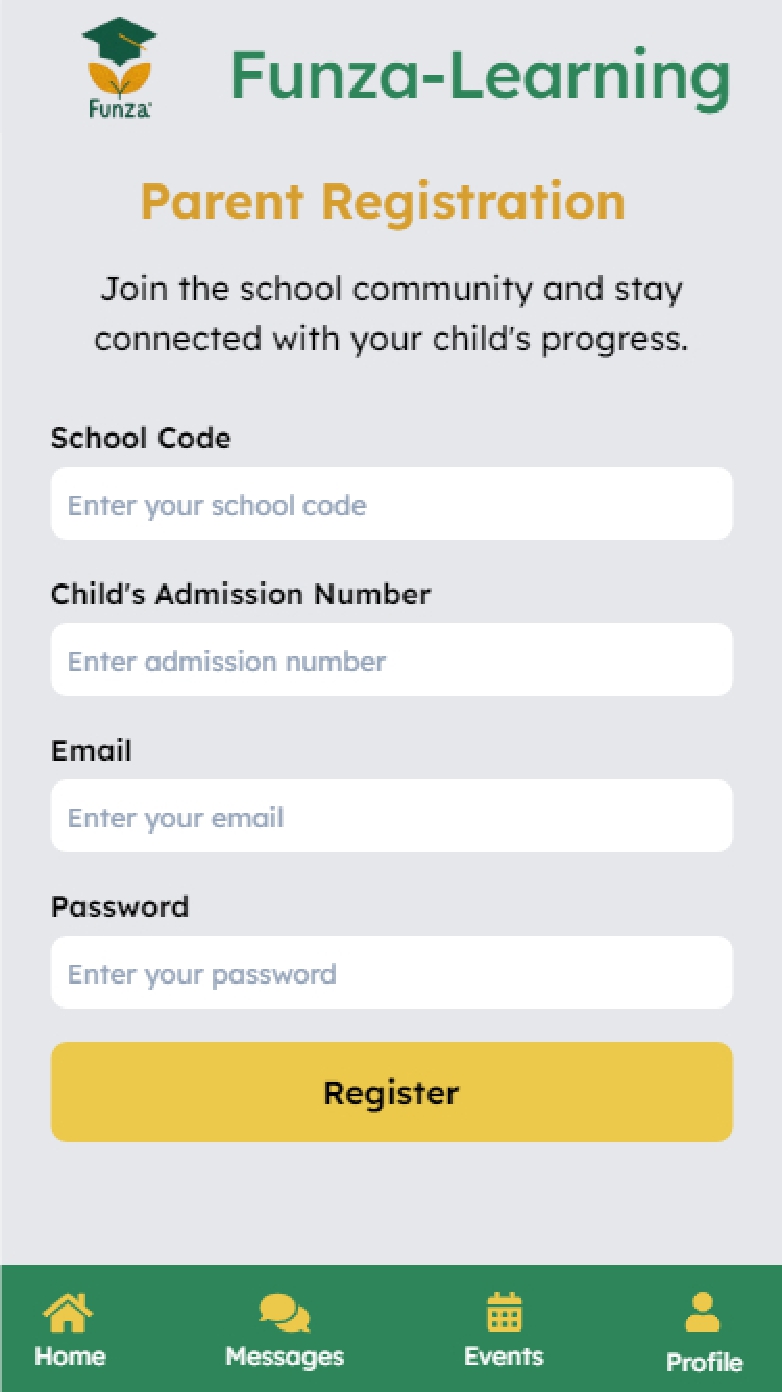 Funza
Funza-Learning
Parent Registration
Join the school community and stay
connected with your child's progress.
School Code
Enter your school code
Child's Admission Number
Enter admission number
Email
Enter your email
Password
Enter your password
Register
Home Messages Events Profile